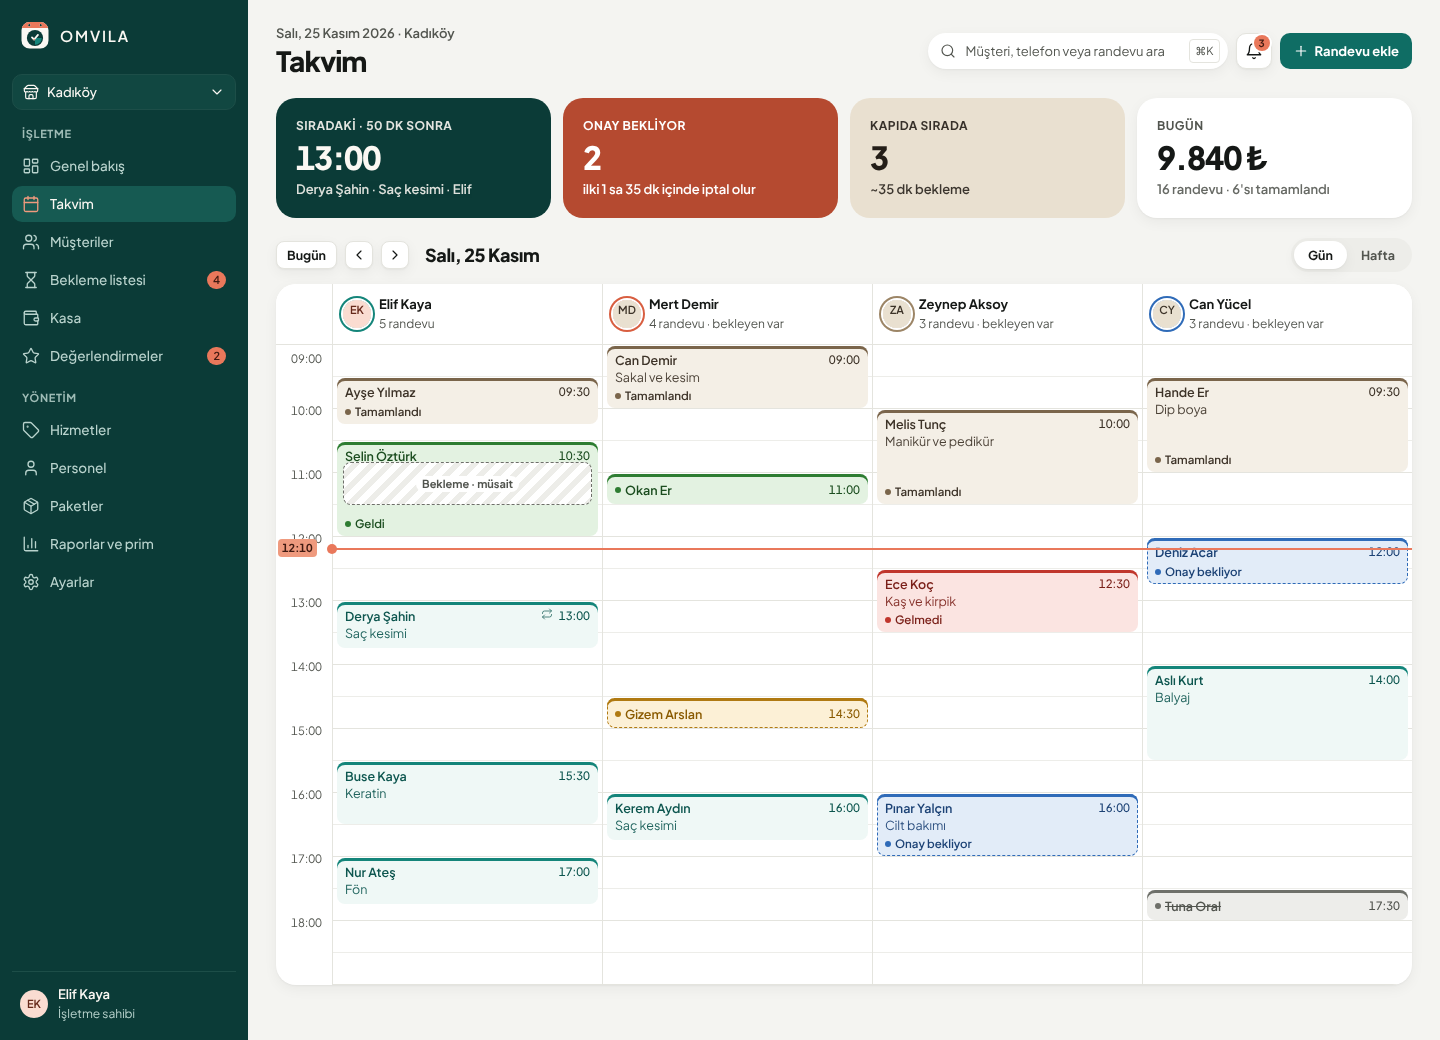 OMVILA
Kadıköy
İŞLETME
Genel bakış
Takvim
Müşteriler
Bekleme listesi 4
Kasa
Değerlendirmeler 2
YÖNETİM
Hizmetler
Personel
Paketler
Raporlar ve prim
Ayarlar
EK
Elif Kaya
İşletme sahibi
Salı, 25 Kasım 2026 · Kadıköy
Takvim
Müşteri, telefon veya randevu ara ⌘K
3
Randevu ekle
SIRADAKİ · 50 DK SONRA
13:00
Derya Şahin · Saç kesimi · Elif
ONAY BEKLİYOR
2
ilki 1 sa 35 dk içinde iptal olur
KAPIDA SIRADA
3
~35 dk bekleme
BUGÜN
9.840 ₺
16 randevu · 6'sı tamamlandı
Bugün
Salı, 25 Kasım
Gün Hafta
EK
Elif Kaya
5 randevu
MD
Mert Demir
4 randevu · bekleyen var
ZA
Zeynep Aksoy
3 randevu · bekleyen var
CY
Can Yücel
3 randevu · bekleyen var
09:00
10:00
11:00
12:00
12:10
13:00
14:00
15:00
16:00
17:00
18:00
Ayşe Yılmaz 09:30
Tamamlandı
Selin Öztürk 10:30
Bekleme · müsait
Geldi
Derya Şahin 13:00
Saç kesimi
Buse Kaya 15:30
Keratin
Nur Ateş 17:00
Fön
Can Demir 09:00
Sakal ve kesim
Tamamlandı
Okan Er 11:00
Gizem Arslan 14:30
Kerem Aydın 16:00
Saç kesimi
Melis Tunç 10:00
Manikür ve pedikür
Tamamlandı
Ece Koç 12:30
Kaş ve kirpik
Gelmedi
Pınar Yalçın 16:00
Cilt bakımı
Onay bekliyor
Hande Er 09:30
Dip boya
Tamamlandı
Deniz Acar 12:00
Onay bekliyor
Aslı Kurt 14:00
Balyaj
Tuna Oral 17:30